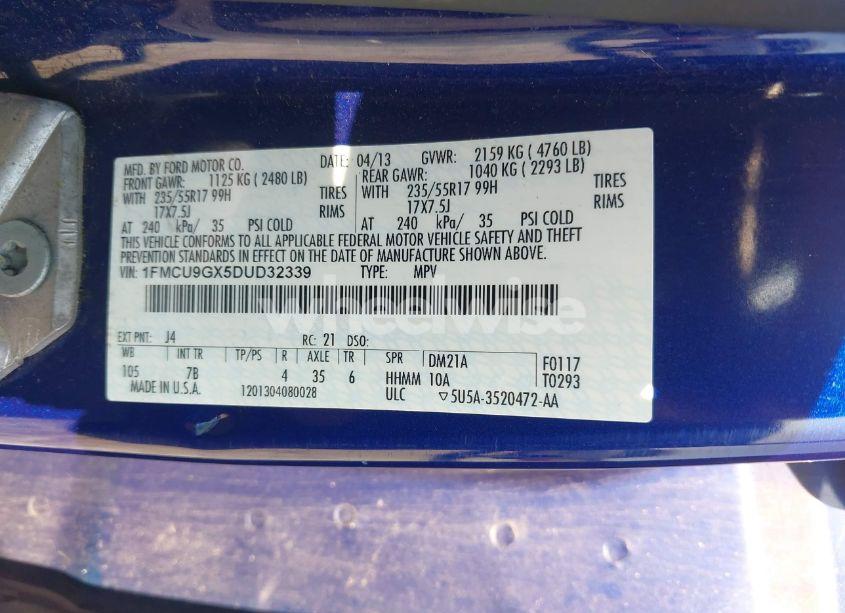 MFD. BY FORD MOTOR CO. DATE: 04/13 GVWR: 2159 KG ( 4760 LB)
FRONT GAWR: 1125 KG ( 2480 LB) REAR GAWR: 1040 KG ( 2293 LB)
WITH 235/55R17 99H TIRES WITH 235/55R17 99H TIRES
17X7.5J RIMS 17X7.5J RIMS
AT 240 kPa/ 35 PSI COLD AT 240 kPa/ 35 PSI COLD
THIS VEHICLE CONFORMS TO ALL APPLICABLE FEDERAL MOTOR VEHICLE SAFETY AND THEFT
PREVENTION STANDARDS IN EFFECT ON THE DATE OF MANUFACTURE SHOWN ABOVE.
VIN: 1FMCU9GX5DUD32339 TYPE: MPV
wheelwise
EXT PNT: J4 RC: 21 DSO:
WB INT TR TP/PS R AXLE TR SPR DM21A F0117
105 7B 4 35 6 HHMM 10A T0293
MADE IN U.S.A. 1201304080028 ULC ▽5U5A-3520472-AA